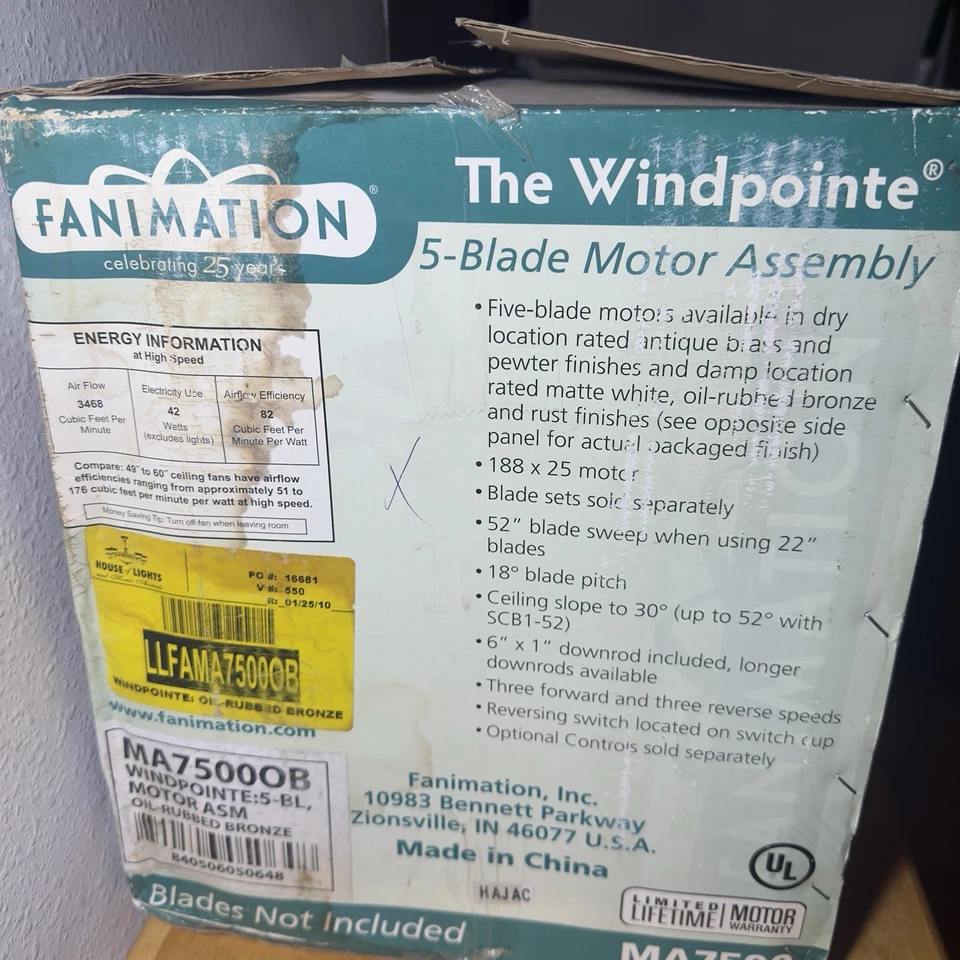 The Windpointe®
FANIMATION®
celebrating 25 years
5-Blade Motor Assembly
ENERGY INFORMATION
at High Speed
Air Flow
3468
Cubic Feet Per
Minute
Electricity Use
42
Watts
(excludes lights)
Airflow Efficiency
82
Cubic Feet Per
Minute Per Watt
Compare: 49" to 60" ceiling fans have airflow
efficiencies ranging from approximately 51 to
176 cubic feet per minute per watt at high speed.
Money Saving Tip: Turn off fan when leaving room
• Five-blade motors available in dry
location rated antique brass and
pewter finishes and damp location
rated matte white, oil-rubbed bronze
and rust finishes (see opposite side
panel for actual packaged finish)
• 188 x 25 motor
• Blade sets sold separately
• 52" blade sweep when using 22"
blades
• 18° blade pitch
• Ceiling slope to 30° (up to 52° with
SCB1-52)
• 6" x 1" downrod included, longer
downrods available
• Three forward and three reverse speeds
• Reversing switch located on switch cup
• Optional Controls sold separately
HOUSE of LIGHTS
and Home Accents
PO #: 16681
V #: 550
R: 01/25/10
LLFAMA7500OB
WINDPOINTE: OIL-RUBBED BRONZE
www.fanimation.com
MA7500OB
WINDPOINTE:5-BL,
MOTOR ASM
OIL-RUBBED BRONZE
840506050648
Fanimation, Inc.
10983 Bennett Parkway
Zionsville, IN 46077 U.S.A.
Made in China
HAJAC
UL
LIMITED
LIFETIME
MOTOR
WARRANTY
Blades Not Included
MA7500